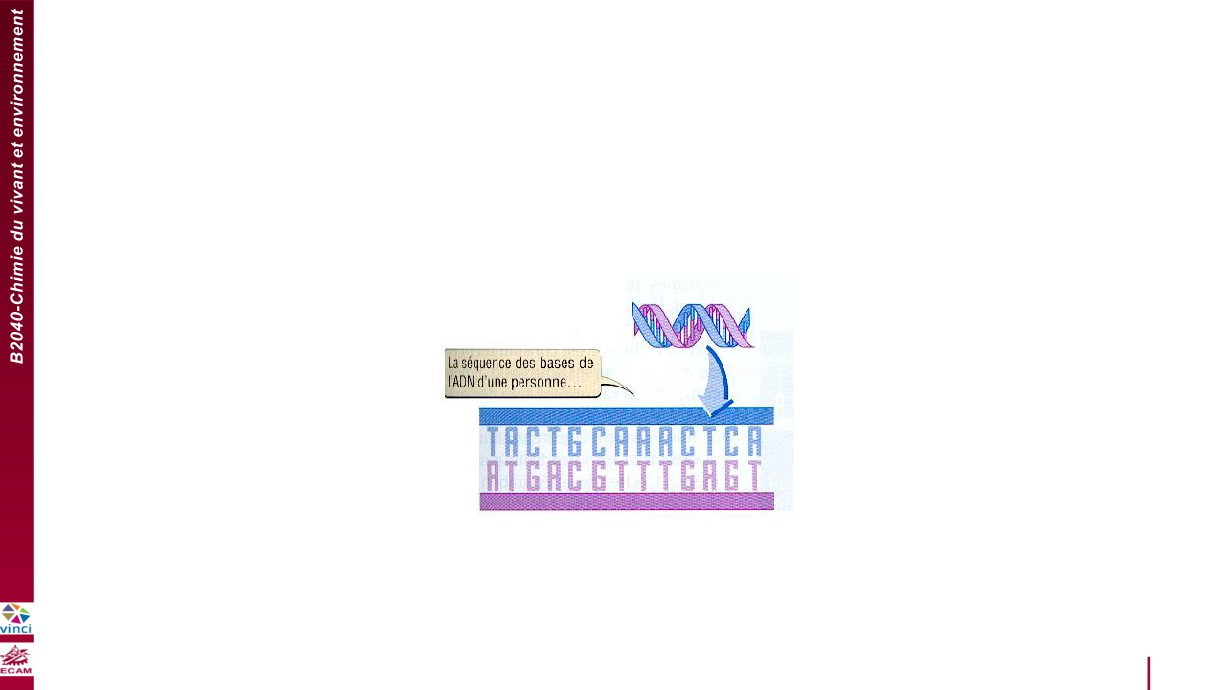 B2040-Chimie du vivant et environnement
La séquence des bases de
l'ADN d'une personne...
TACTGCAAACTCA
ATGACGTTTGAGT
vinci
ECAM